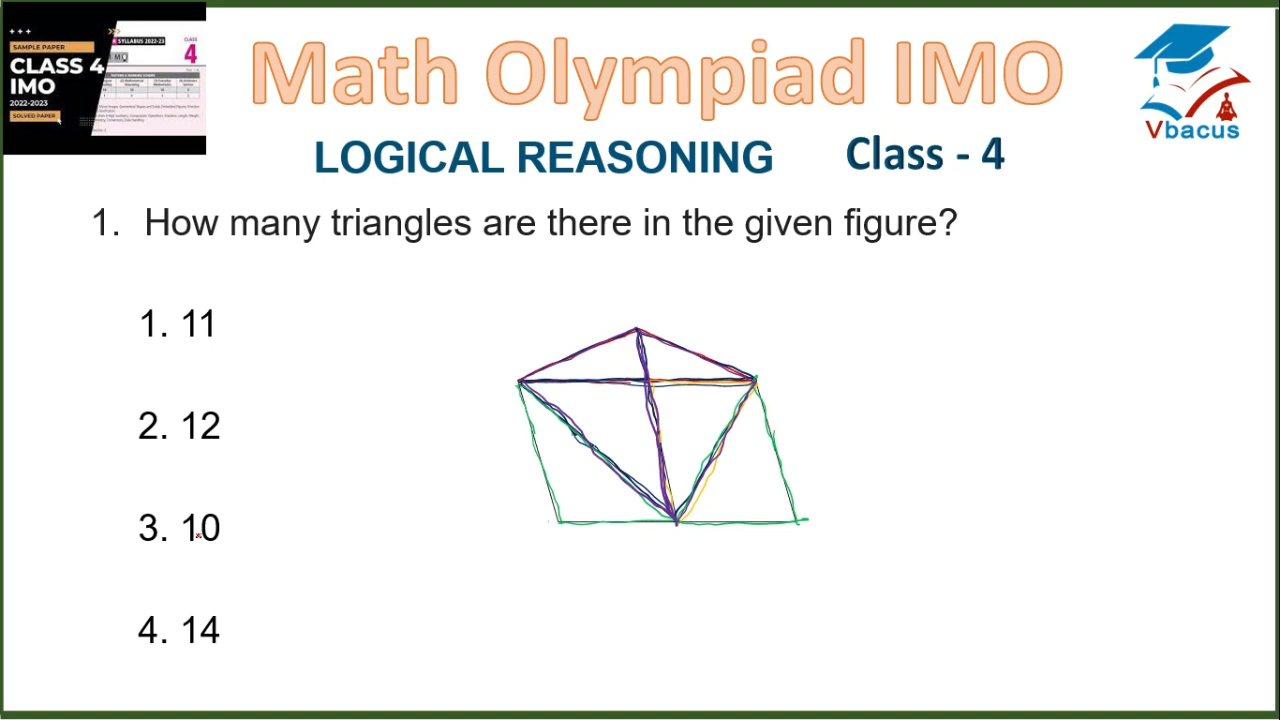 SAMPLE PAPER
CLASS 4
IMO
2022-2023
SOLVED PAPER
SYLLABUS 2022-23
CLASS
4
Math Olympiad IMO
Vbacus
LOGICAL REASONING Class - 4
1. How many triangles are there in the given figure?
1. 11
2. 12
3. 10
4. 14